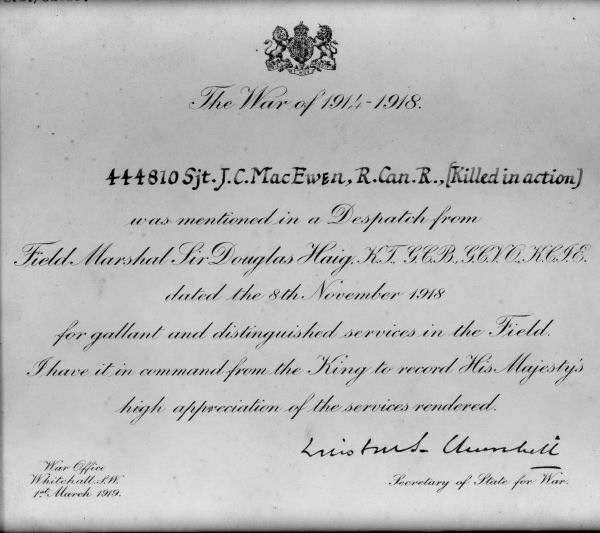 The War of 1914-1918.
444810 Sjt. J.C. MacEwen, R.Can.R., (Killed in action)
was mentioned in a Despatch from
Field Marshal Sir Douglas Haig, K.T., G.C.B., G.C.V.O., K.C.I.E.
dated the 8th November 1918
for gallant and distinguished services in the Field.
I have it in command from the King to record His Majesty's
high appreciation of the services rendered.
Winston S. Churchill
War Office
Whitehall, S.W.
1st March 1919.
Secretary of State for War.